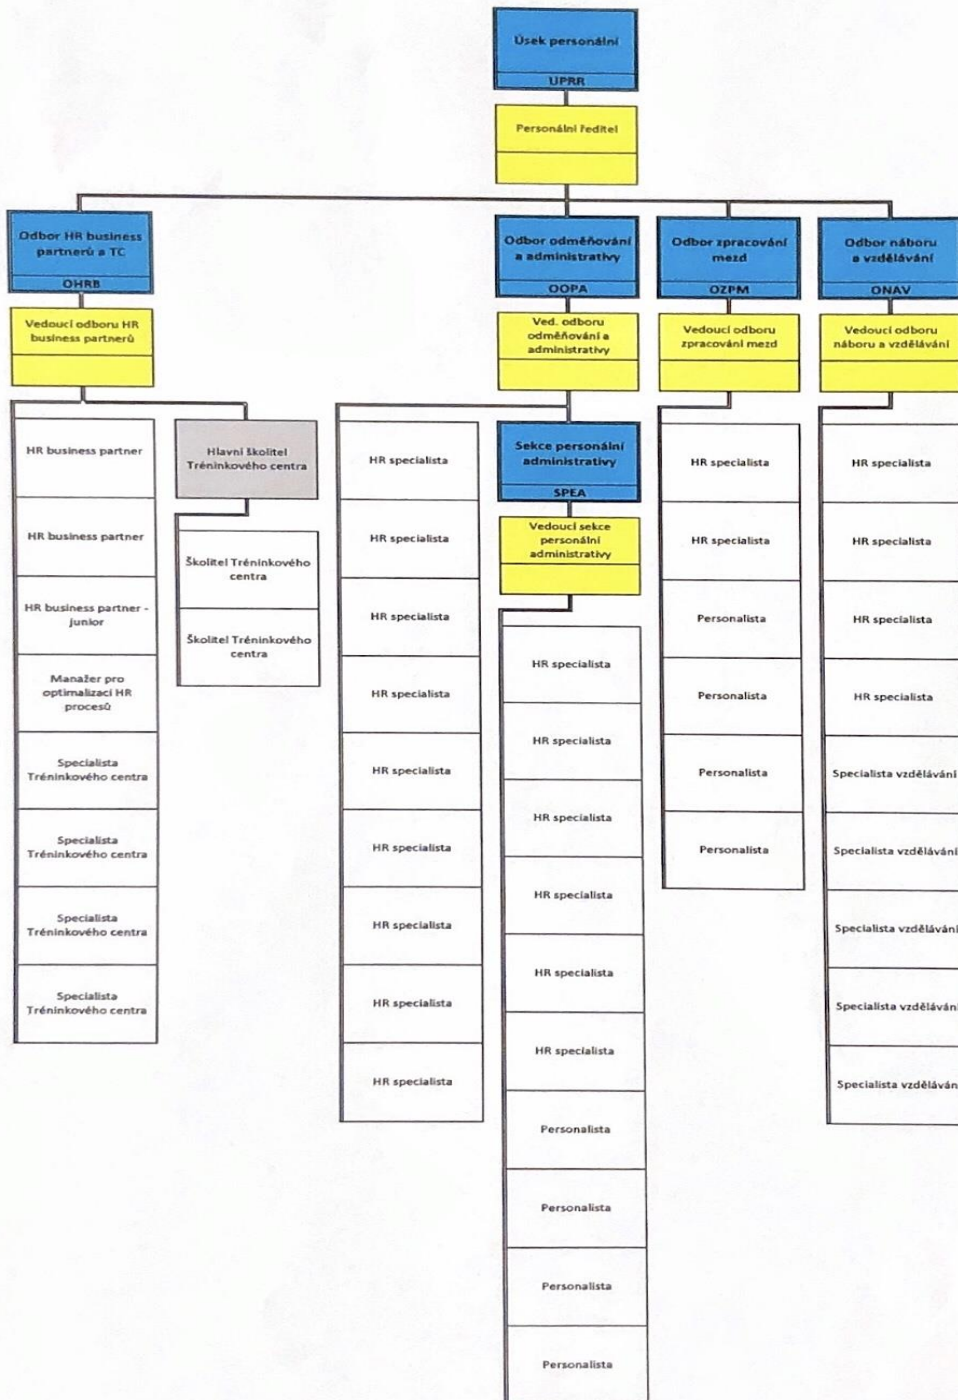 Úsek personální
UPRR
Personální ředitel
Odbor HR business
partnerů a TC
OHRB
Vedoucí odboru HR
business partnerů
HR business partner
HR business partner
HR business partner -
junior
Manažer pro
optimalizaci HR
procesů
Specialista
Tréninkového centra
Specialista
Tréninkového centra
Specialista
Tréninkového centra
Specialista
Tréninkového centra
Hlavní školitel
Tréninkového centra
Školitel Tréninkového
centra
Školitel Tréninkového
centra
Odbor odměňování
a administrativy
OOPA
Ved. odboru
odměňování a
administrativy
HR specialista
HR specialista
HR specialista
HR specialista
HR specialista
HR specialista
HR specialista
HR specialista
HR specialista
Sekce personální
administrativy
SPEA
Vedoucí sekce
personální
administrativy
HR specialista
HR specialista
HR specialista
HR specialista
HR specialista
HR specialista
Personalista
Personalista
Personalista
Personalista
Odbor zpracování
mezd
OZPM
Vedoucí odboru
zpracování mezd
HR specialista
HR specialista
Personalista
Personalista
Personalista
Personalista
Odbor náboru
a vzdělávání
ONAV
Vedoucí odboru
náboru a vzdělávání
HR specialista
HR specialista
HR specialista
HR specialista
Specialista vzdělávání
Specialista vzdělávání
Specialista vzdělávání
Specialista vzdělávání
Specialista vzdělávání